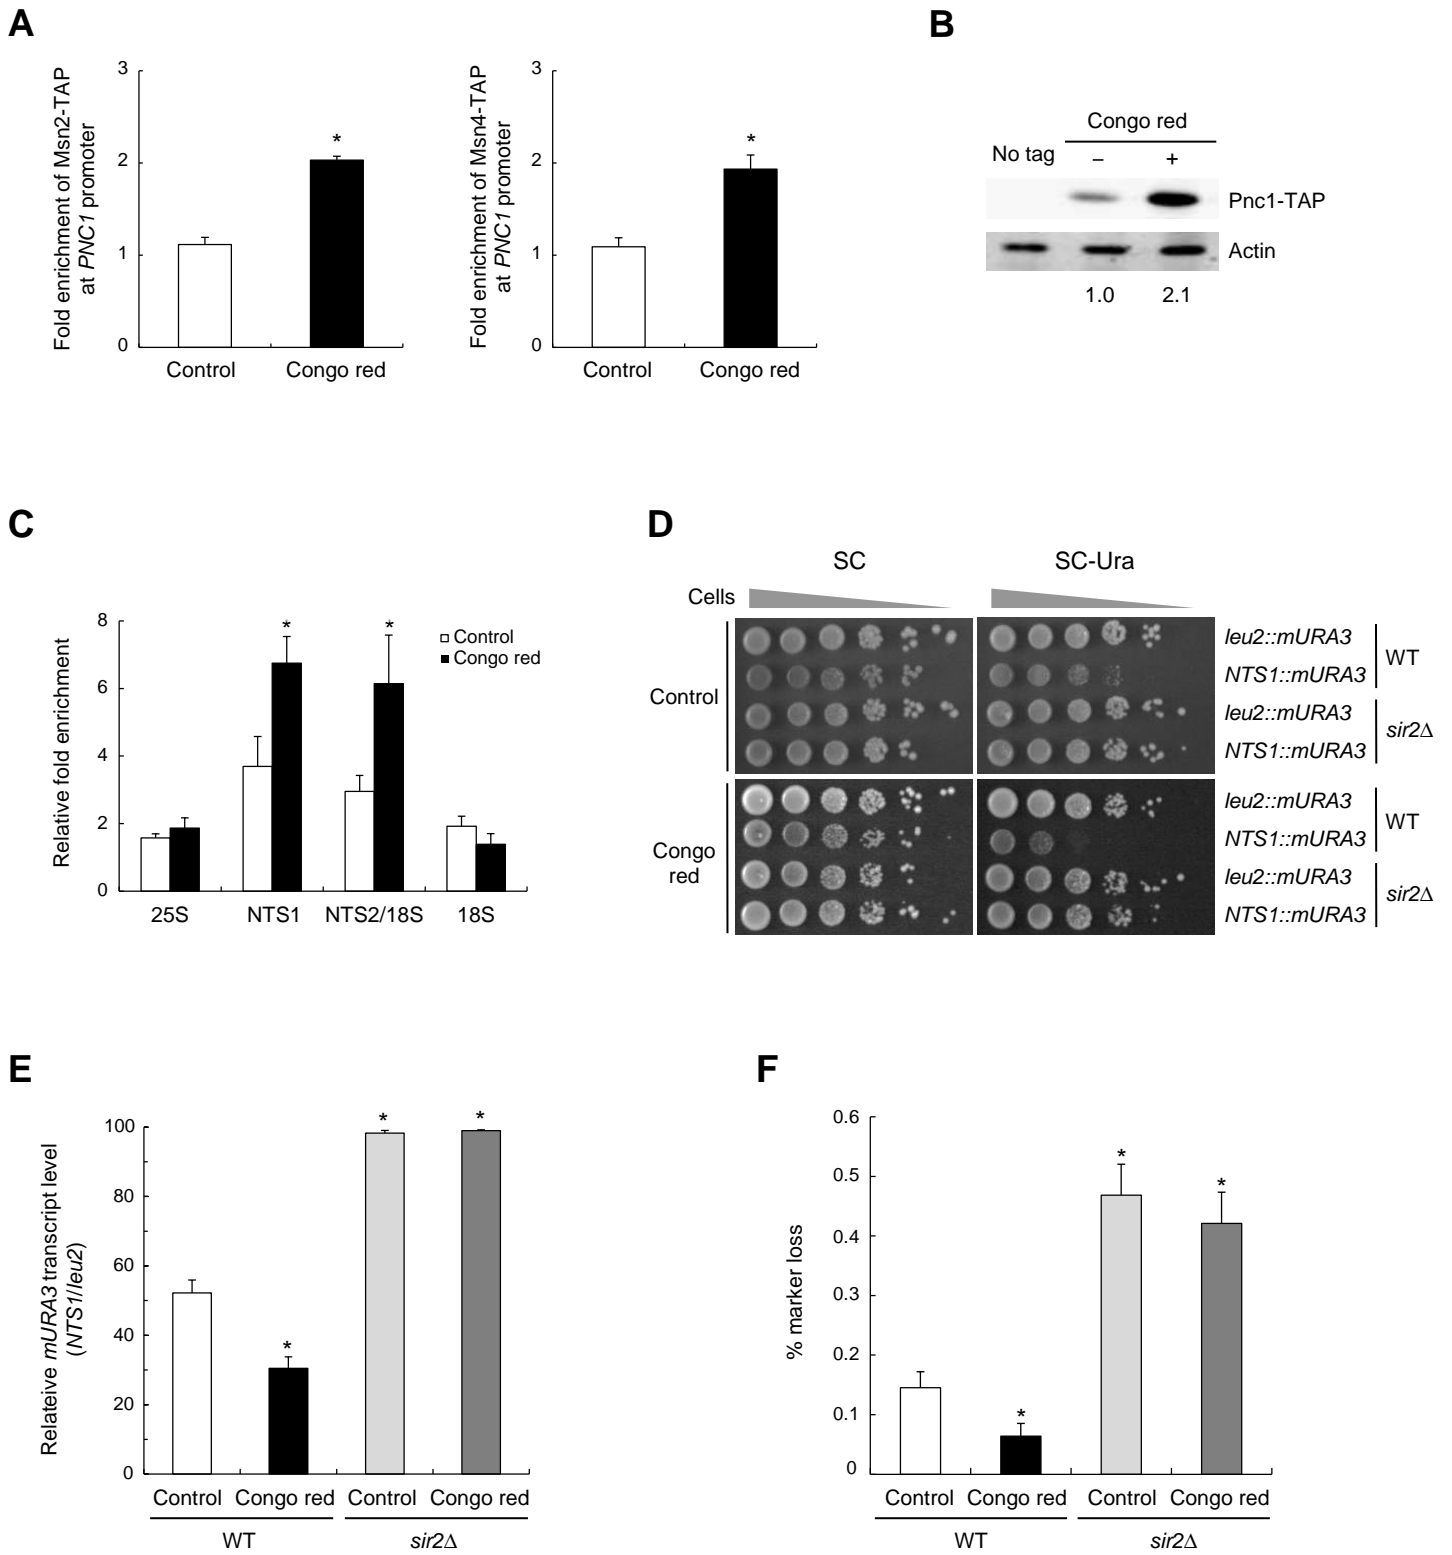 A
Fold enrichment of Msn2-TAP
at PNC1 promoter
3
2
1
0
*
Control
Congo red
Fold enrichment of Msn4-TAP
at PNC1 promoter
3
2
1
0
*
Control
Congo red
B
Congo red
No tag
–
+
Pnc1-TAP
Actin
1.0
2.1
C
Relative fold enrichment
8
6
4
2
0
*
*
Control
Congo red
25S
NTS1
NTS2/18S
18S
D
SC
SC-Ura
Cells
Control
leu2::mURA3
NTS1::mURA3
WT
leu2::mURA3
NTS1::mURA3
sir2Δ
Congo
red
leu2::mURA3
NTS1::mURA3
WT
leu2::mURA3
NTS1::mURA3
sir2Δ
E
Relateive mURA3 transcript level
(NTS1/leu2)
100
80
60
40
20
0
*
*
*
Control
Congo red
Control
Congo red
WT
sir2Δ
F
% marker loss
0.6
0.5
0.4
0.3
0.2
0.1
0
*
*
*
Control
Congo red
Control
Congo red
WT
sir2Δ